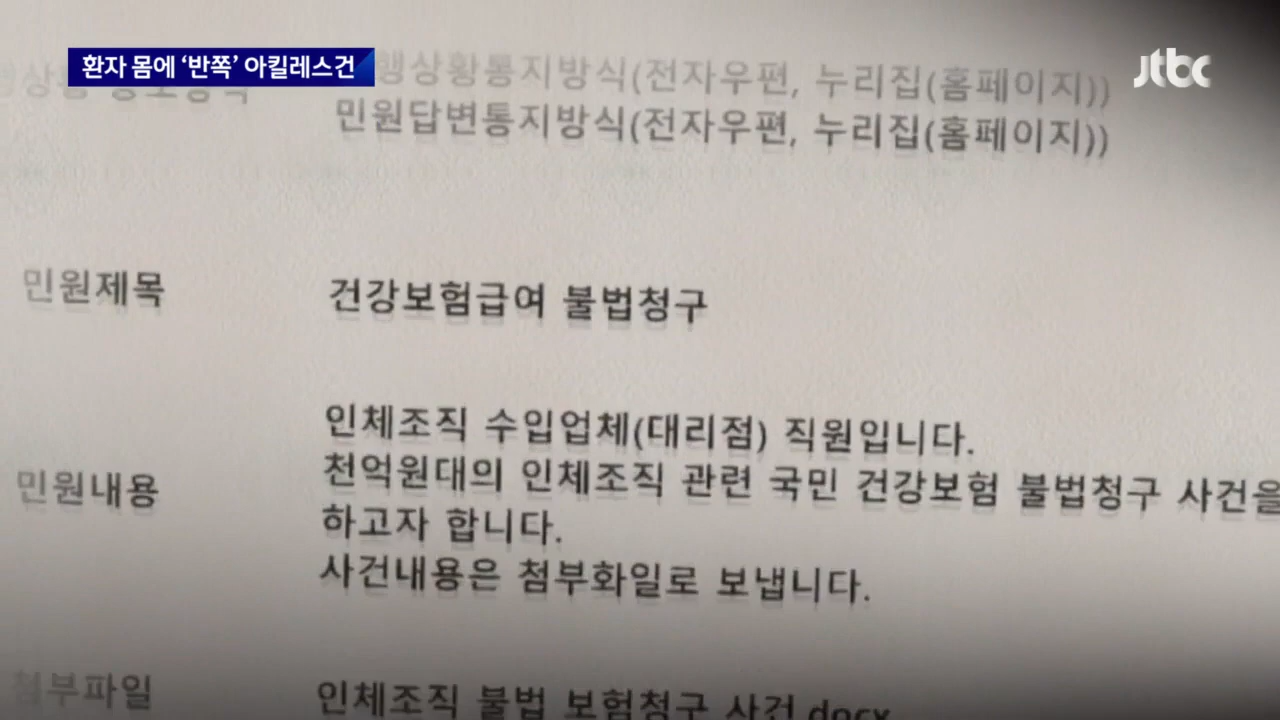 환자 몸에 ‘반쪽’ 아킬레스건
jtbc
행상황통지방식(전자우편, 누리집(홈페이지))
민원답변통지방식(전자우편, 누리집(홈페이지))
민원제목 건강보험급여 불법청구
인체조직 수입업체(대리점) 직원입니다.
민원내용 천억원대의 인체조직 관련 국민 건강보험 불법청구 사건을
하고자 합니다.
사건내용은 첨부화일로 보냅니다.
첨부파일 인체조직 불법 보험청구 사건.docx